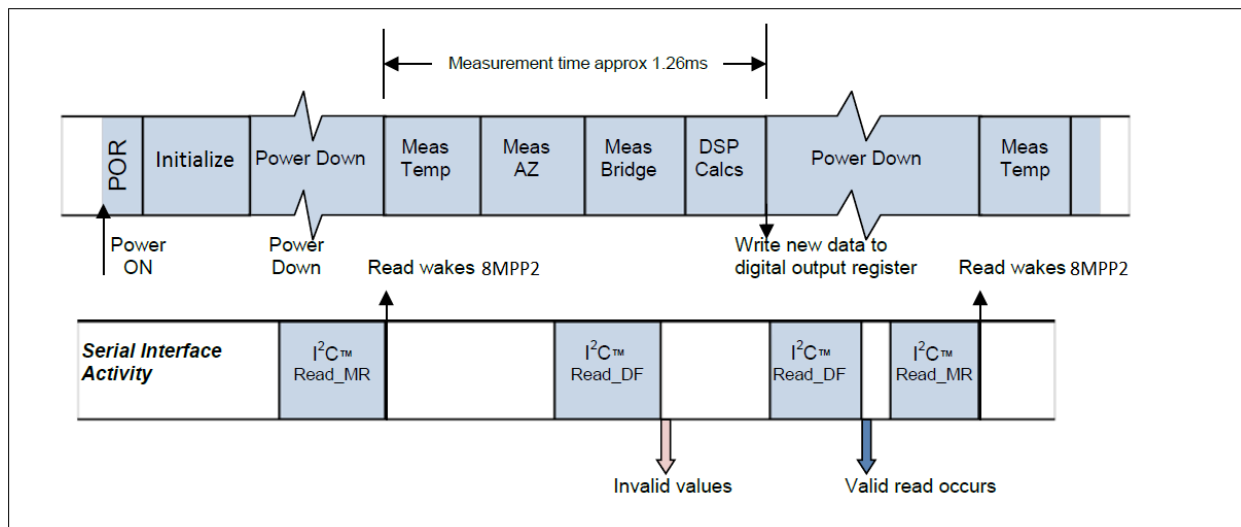 Measurement time approx 1.26ms
POR
Initialize
Power Down
Meas
Temp
Meas
AZ
Meas
Bridge
DSP
Calcs
Power Down
Meas
Temp
Power
ON
Power
Down
Read wakes 8MPP2
Write new data to
digital output register
Read wakes 8MPP2
Serial Interface
Activity
I²C™
Read_MR
I²C™
Read_DF
I²C™
Read_DF
I²C™
Read_MR
Invalid values
Valid read occurs